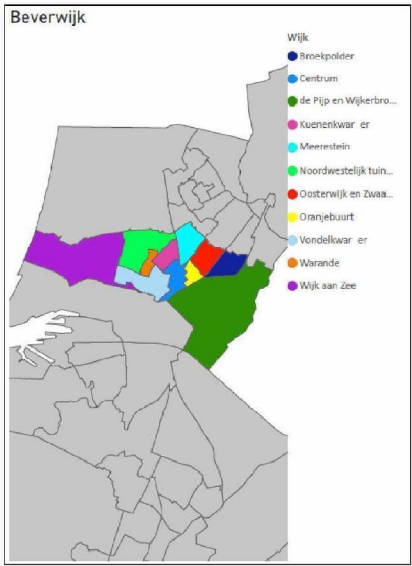 Beverwijk
Wijk
Broekpolder
Centrum
de Pijp en Wijkerbro...
Kuenenkwar er
Meerestein
Noordwestelijk tuin...
Oosterwijk en Zwaa...
Oranjebuurt
Vondelkwar er
Warande
Wijk aan Zee